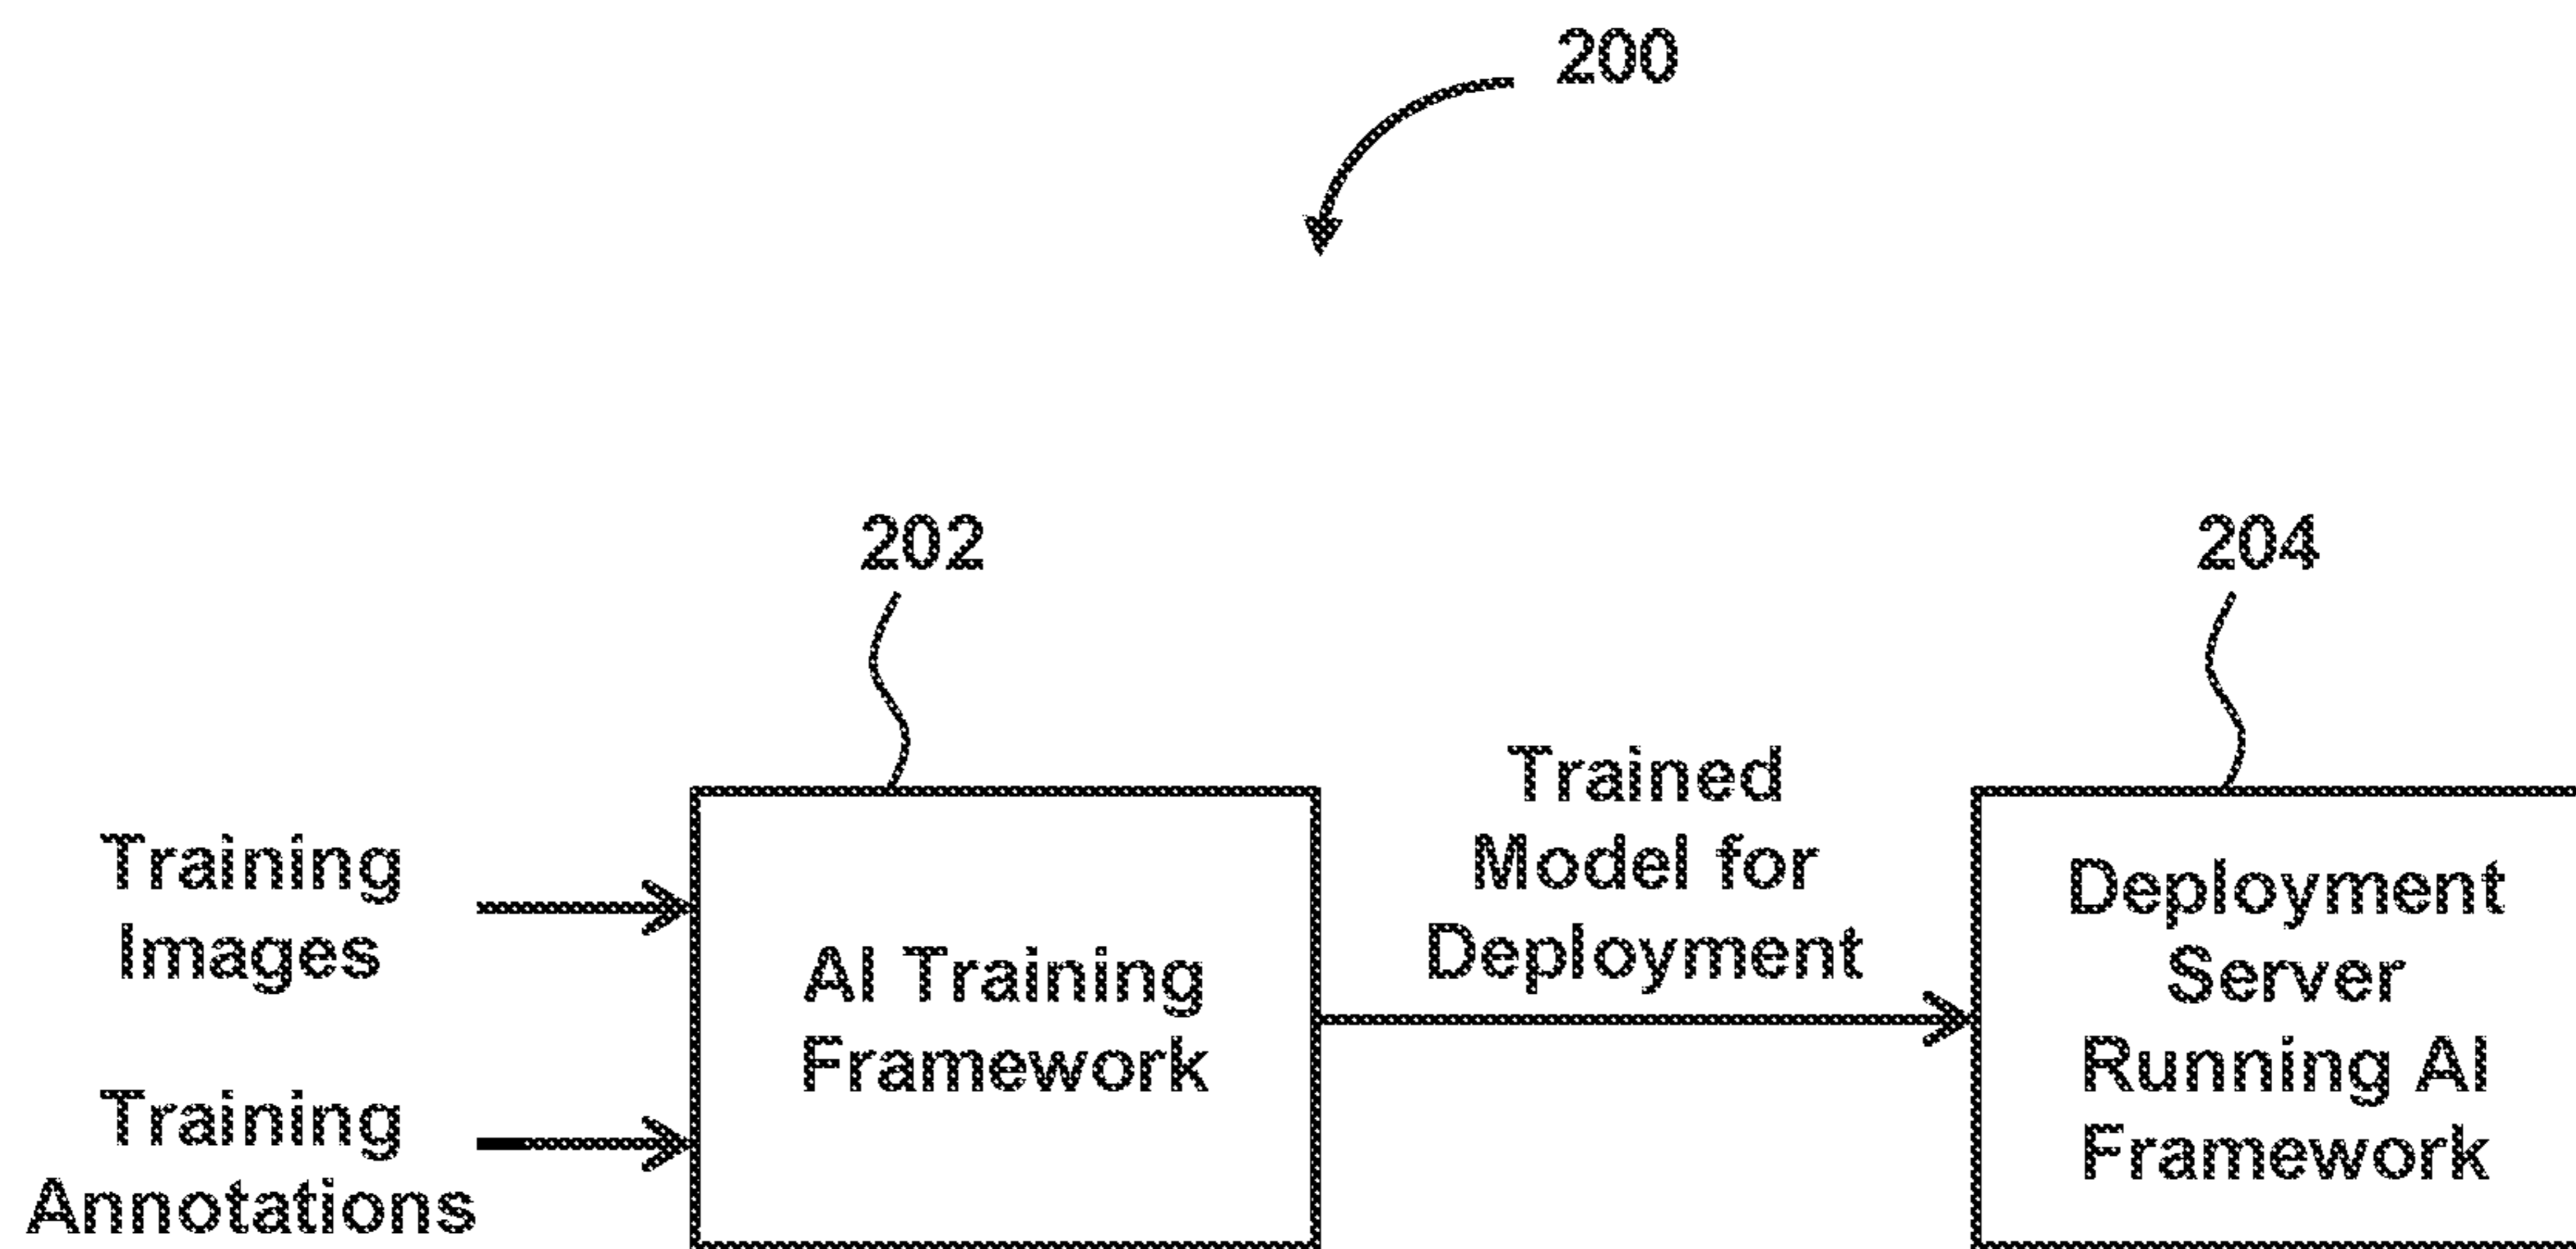 200
202
204
Training
Images
Training
Annotations
AI Training
Framework
Trained
Model for
Deployment
Deployment
Server
Running AI
Framework